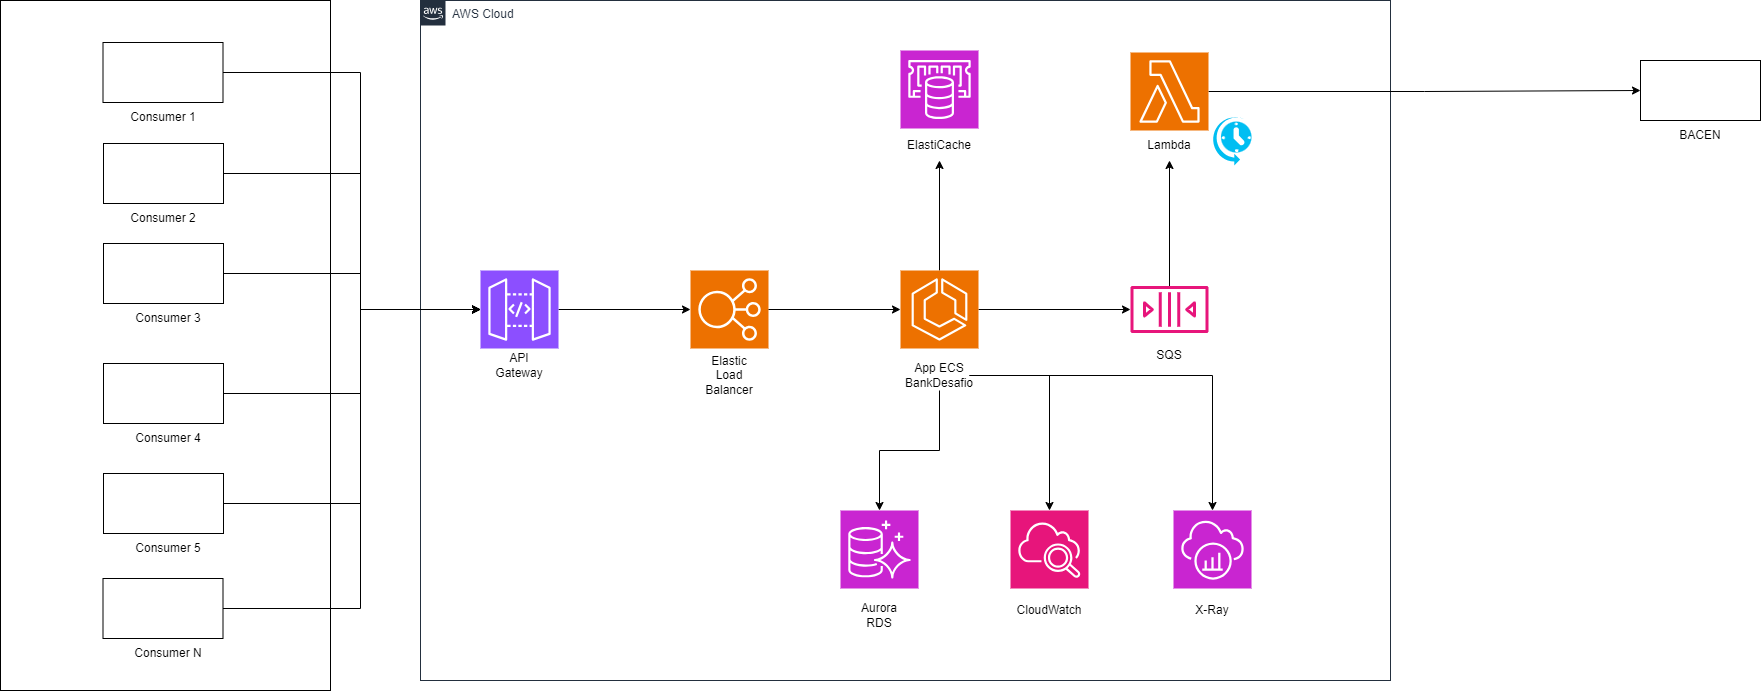 aws
AWS Cloud
Consumer 1
Consumer 2
Consumer 3
Consumer 4
Consumer 5
Consumer N
</>
API
Gateway
Elastic
Load
Balancer
ElastiCache
App ECS
BankDesafio
Lambda
SQS
BACEN
Aurora
RDS
CloudWatch
X-Ray